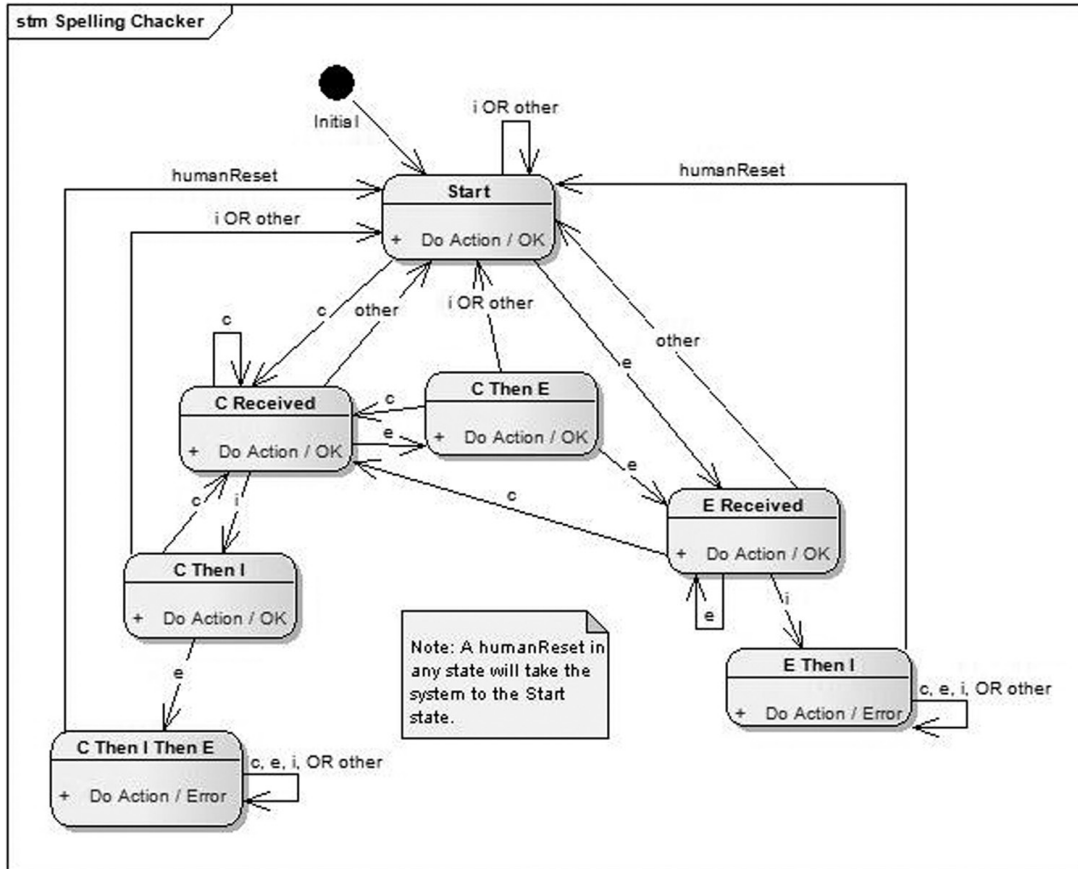 stm Spelling Chacker
Initial
i OR other
humanReset
humanReset
Start
i OR other
+ Do Action / OK
i OR other
c
other
c
e
other
C Received
+ Do Action / OK
c
e
C Then E
+ Do Action / OK
e
c
E Received
+ Do Action / OK
c
i
C Then I
+ Do Action / OK
e
i
Note: A humanReset in
any state will take the
system to the Start
state.
E Then I
+ Do Action / Error
c, e, i, OR other
e
C Then I Then E
+ Do Action / Error
c, e, i, OR other